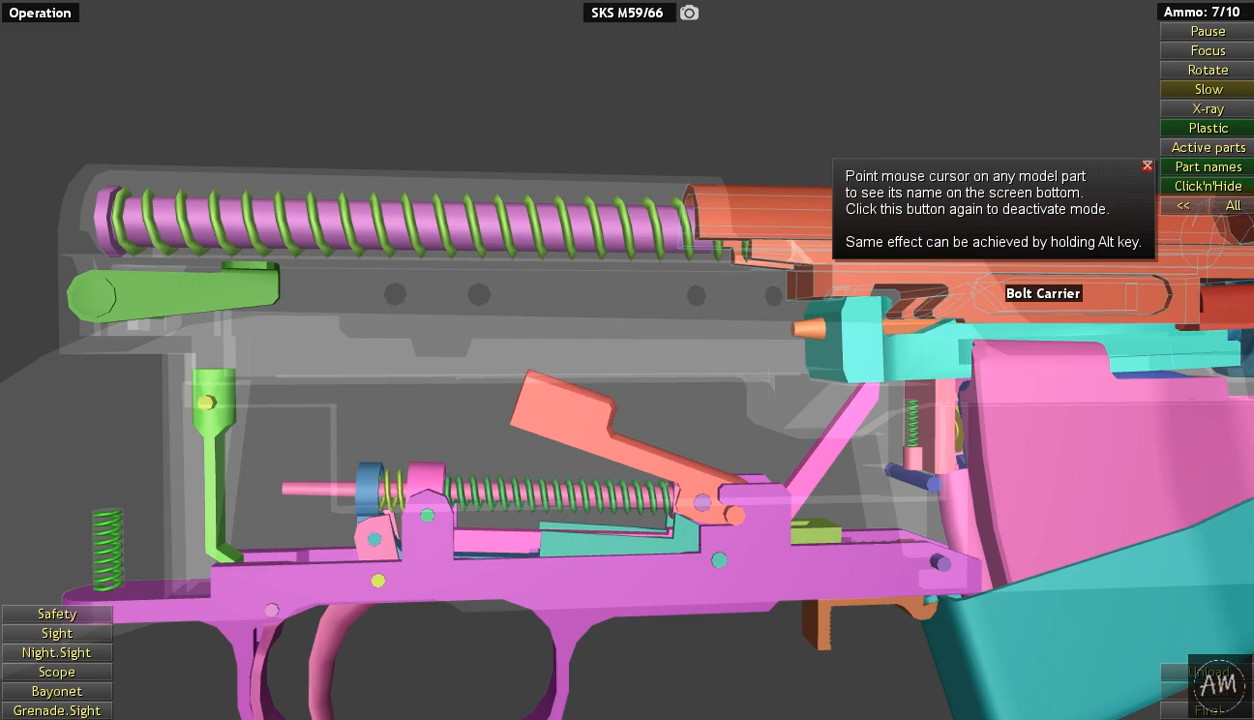 Operation
SKS M59/66
Ammo: 7/10
Pause
Focus
Rotate
Slow
X-ray
Plastic
Active parts
Part names
Click'n'Hide
<< All
Point mouse cursor on any model part
to see its name on the screen bottom.
Click this button again to deactivate mode.
Same effect can be achieved by holding Alt key.
Bolt Carrier
Safety
Sight
Night.Sight
Scope
Bayonet
Grenade.Sight
Unload
AM
Fire!